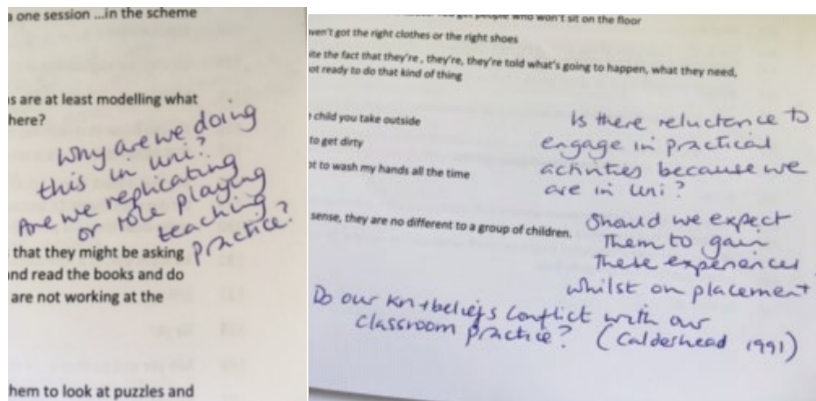 one session ...in the scheme
s are at least modelling what
here?
Why are we doing
this in uni?
Are we replicating
or role playing
teaching
practice?
that they might be asking
nd read the books and do
are not working at the
hem to look at puzzles and
who won't sit on the floor
ven't got the right clothes or the right shoes
ite the fact that they're , they're, they're told what's going to happen, what they need,
ot ready to do that kind of thing
child you take outside
to get dirty
ot to wash my hands all the time
sense, they are no different to a group of children.
Is there reluctance to
engage in practical
activities because we
are in uni?
Should we expect
them to gain
these experiences
whilst on placement
Do our kn+beliefs conflict with our
classroom practice? (Calderhead 1991)